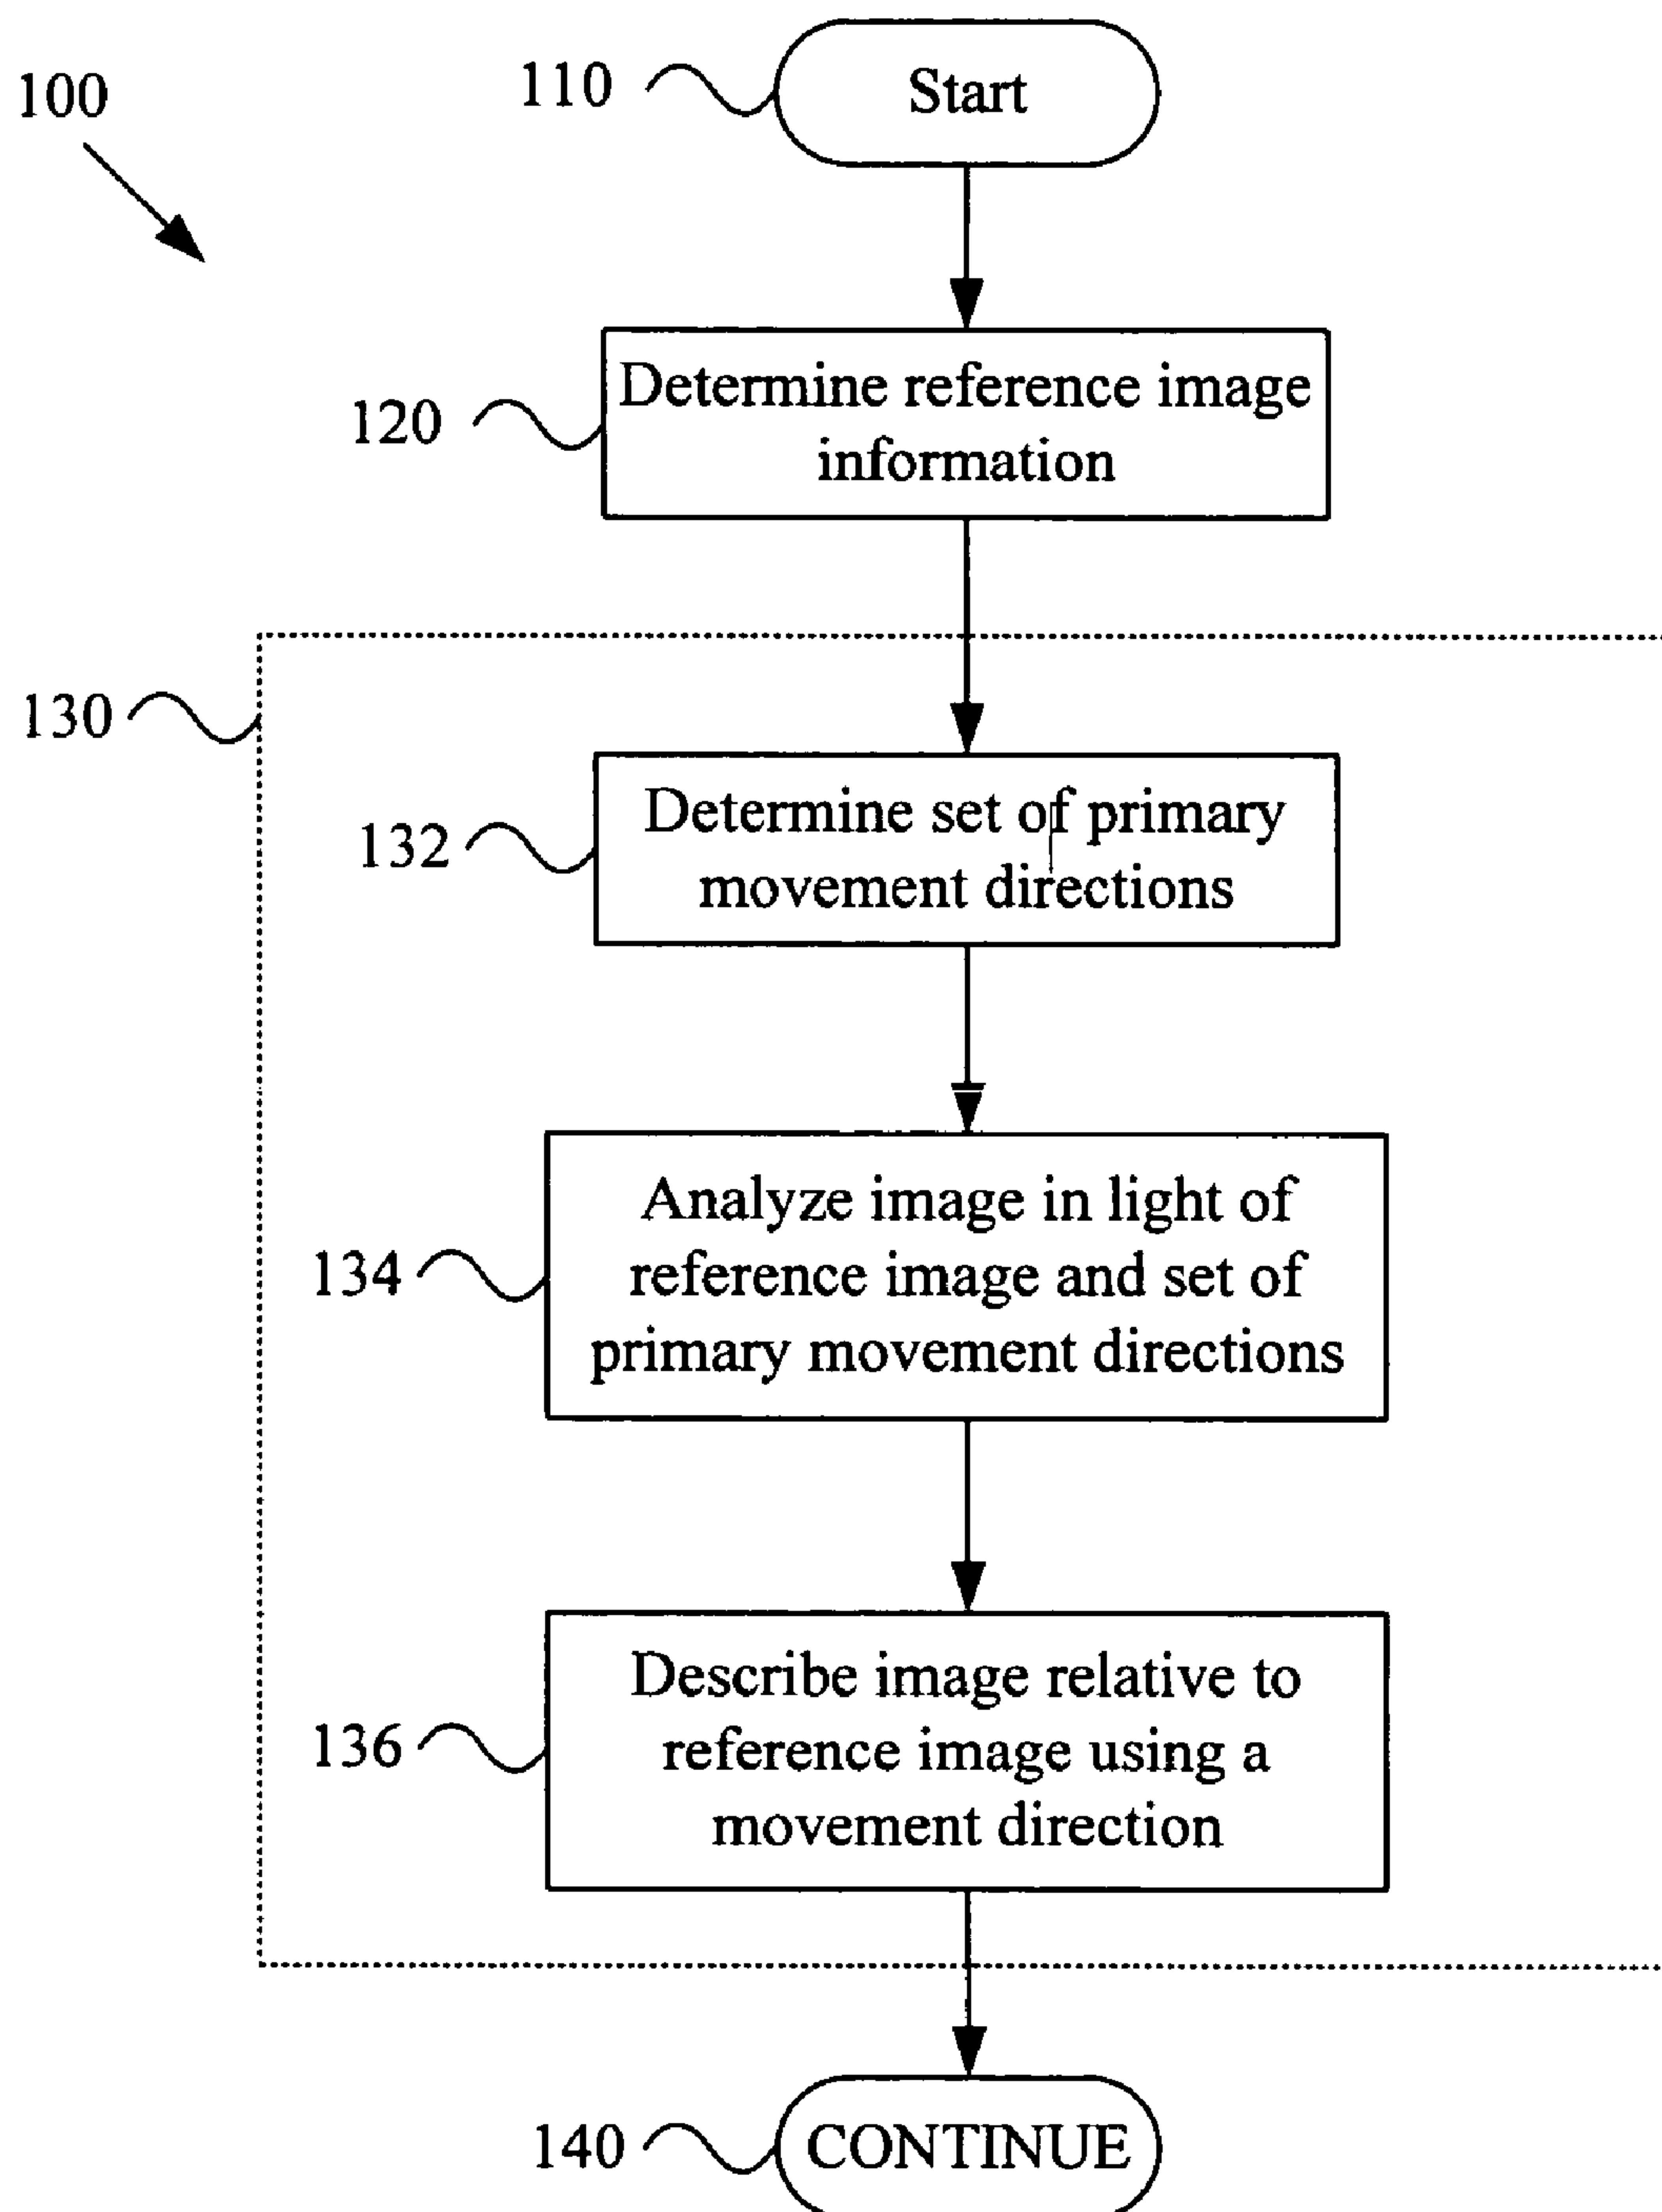 100
110
Start
120
Determine reference image
information
130
132
Determine set of primary
movement directions
134
Analyze image in light of
reference image and set of
primary movement directions
136
Describe image relative to
reference image using a
movement direction
140
CONTINUE